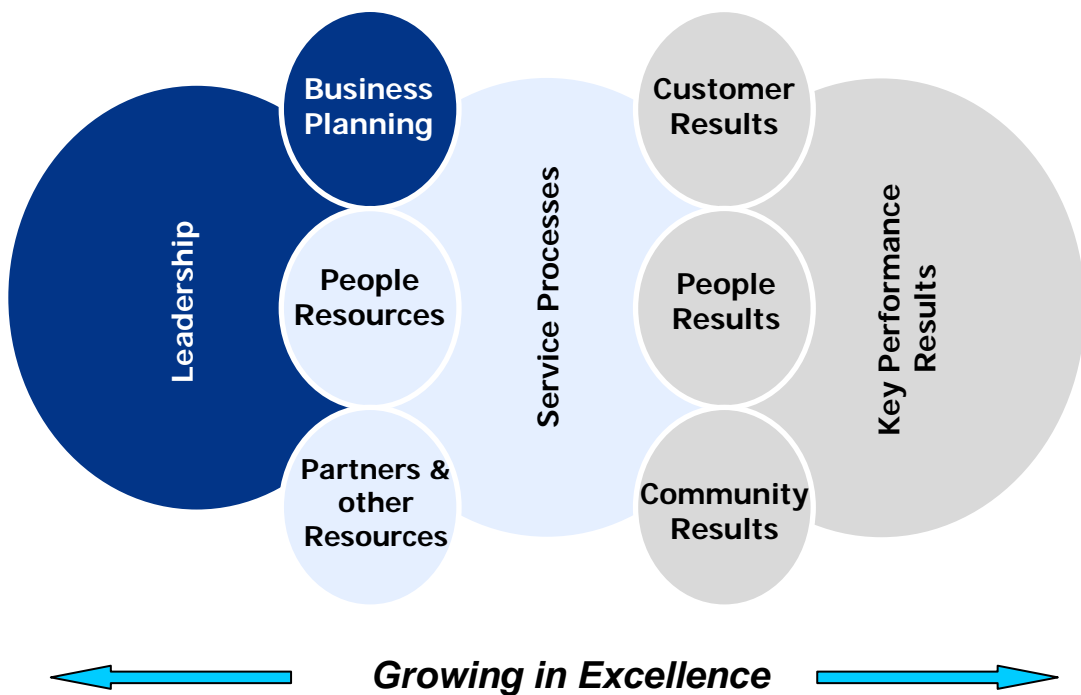 Business
Planning
Customer
Results
Leadership
People
Resources
Service Processes
People
Results
Key Performance
Results
Partners &
other
Resources
Community
Results
Growing in Excellence